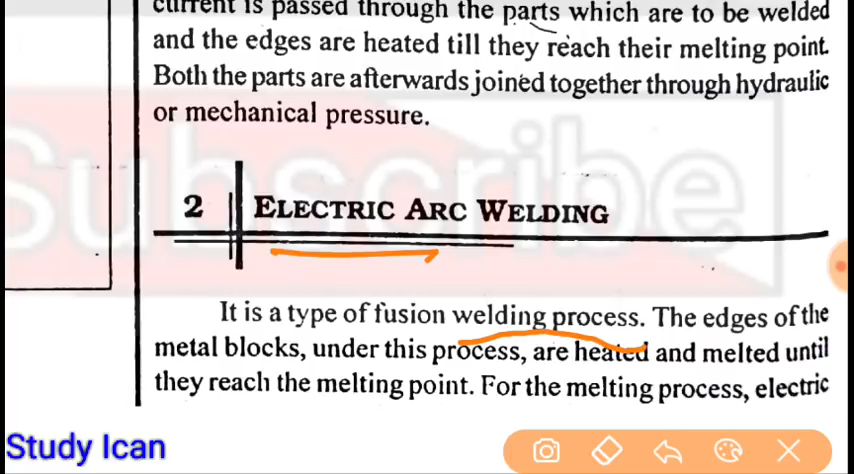 current is passed through the parts which are to be welded
and the edges are heated till they reach their melting point.
Both the parts are afterwards joined together through hydraulic
or mechanical pressure.
Subscribe
2 ELECTRIC ARC WELDING
It is a type of fusion welding process. The edges of the
metal blocks, under this process, are heated and melted until
they reach the melting point. For the melting process, electric
Study Ican